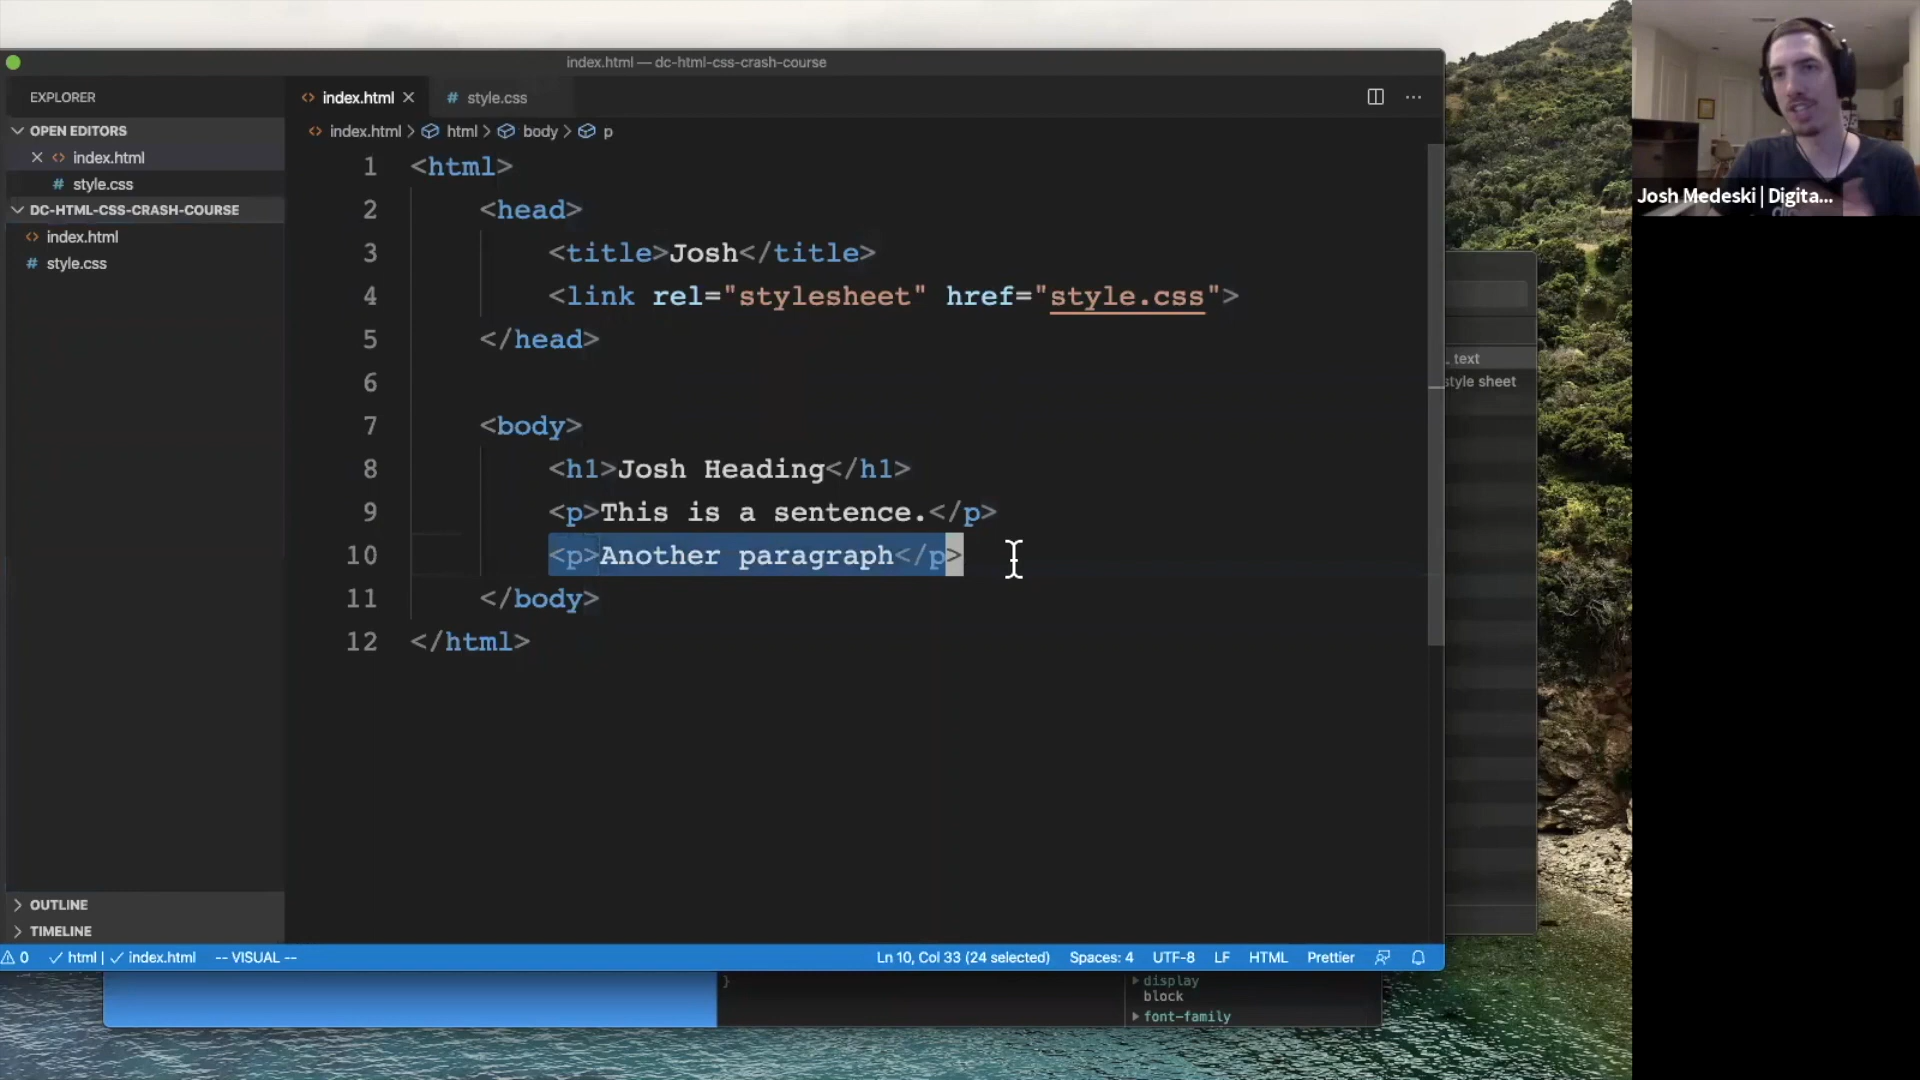 index.html — dc-html-css-crash-course
EXPLORER
OPEN EDITORS
index.html
style.css
DC-HTML-CSS-CRASH-COURSE
index.html
style.css
OUTLINE
TIMELINE
index.html
style.css
index.html > html > body > p
1 <html>
2 <head>
3 <title>Josh</title>
4 <link rel="stylesheet" href="style.css">
5 </head>
6
7 <body>
8 <h1>Josh Heading</h1>
9 <p>This is a sentence.</p>
10 <p>Another paragraph</p>
11 </body>
12 </html>
0 html | index.html -- VISUAL -- Ln 10, Col 33 (24 selected) Spaces: 4 UTF-8 LF HTML Prettier
text
style sheet
}
display
block
font-family
Josh Medeski | Digita...